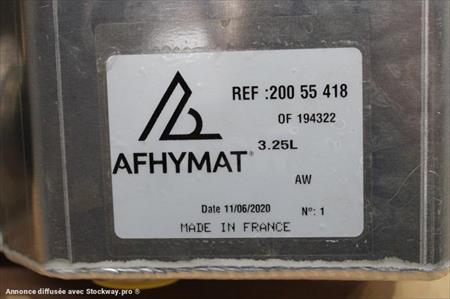 REF :200 55 418
OF 194322
3.25L
AFHYMAT®
AW
Date 11/06/2020 N°: 1
MADE IN FRANCE
Annonce diffusée avec Stockway.pro ®